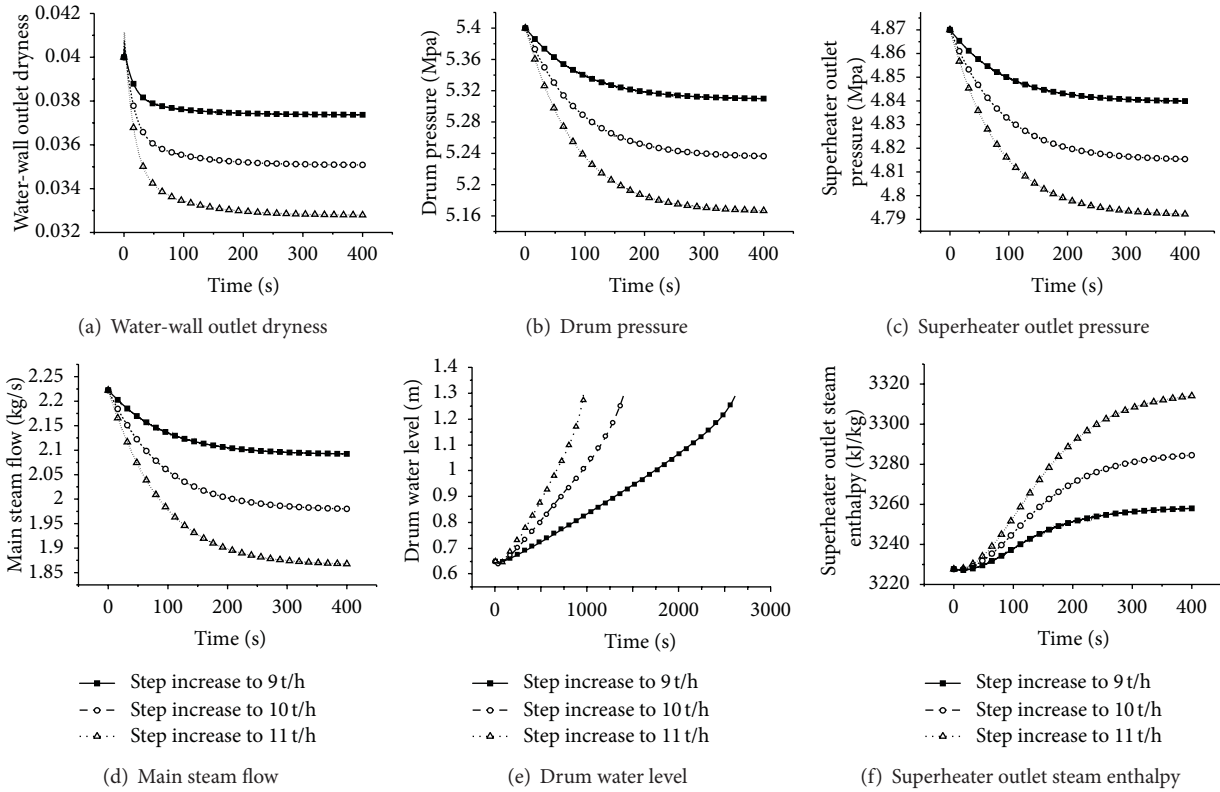 0.042
0.04
0.038
0.036
0.034
0.032
Water-wall outlet dryness
0 100 200 300 400
Time (s)
(a) Water-wall outlet dryness
5.4
5.36
5.32
5.28
5.24
5.2
5.16
Drum pressure (Mpa)
0 100 200 300 400
Time (s)
(b) Drum pressure
4.87
4.86
4.85
4.84
4.83
4.82
4.81
4.8
4.79
Superheater outlet
pressure (Mpa)
0 100 200 300 400
Time (s)
(c) Superheater outlet pressure
2.25
2.2
2.15
2.1
2.05
2
1.95
1.9
1.85
Main steam flow (kg/s)
0 100 200 300 400
Time (s)
Step increase to 9 t/h
Step increase to 10 t/h
Step increase to 11 t/h
(d) Main steam flow
1.4
1.3
1.2
1.1
1
0.9
0.8
0.7
0.6
Drum water level (m)
0 500 1000 1500 2000 2500 3000
Time (s)
Step increase to 9 t/h
Step increase to 10 t/h
Step increase to 11 t/h
(e) Drum water level
3320
3300
3280
3260
3240
3220
Superheater outlet steam
enthalpy (kJ/kg)
0 100 200 300 400
Time (s)
Step increase to 9 t/h
Step increase to 10 t/h
Step increase to 11 t/h
(f) Superheater outlet steam enthalpy